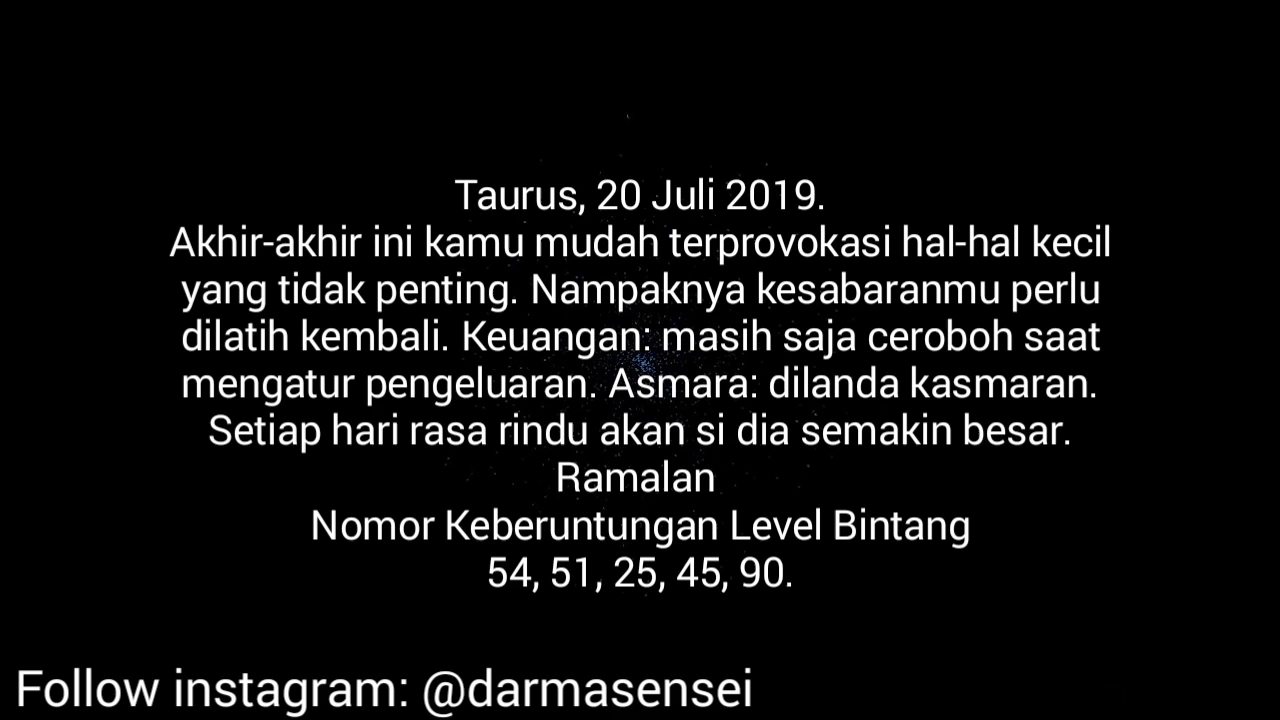 Taurus, 20 Juli 2019.
Akhir-akhir ini kamu mudah terprovokasi hal-hal kecil
yang tidak penting. Nampaknya kesabaranmu perlu
dilatih kembali. Keuangan: masih saja ceroboh saat
mengatur pengeluaran. Asmara: dilanda kasmaran.
Setiap hari rasa rindu akan si dia semakin besar.
Ramalan
Nomor Keberuntungan Level Bintang
54, 51, 25, 45, 90.
Follow instagram: @darmasensei